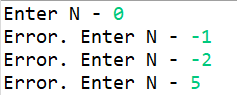 Enter N - 0
Error. Enter N - -1
Error. Enter N - -2
Error. Enter N - 5